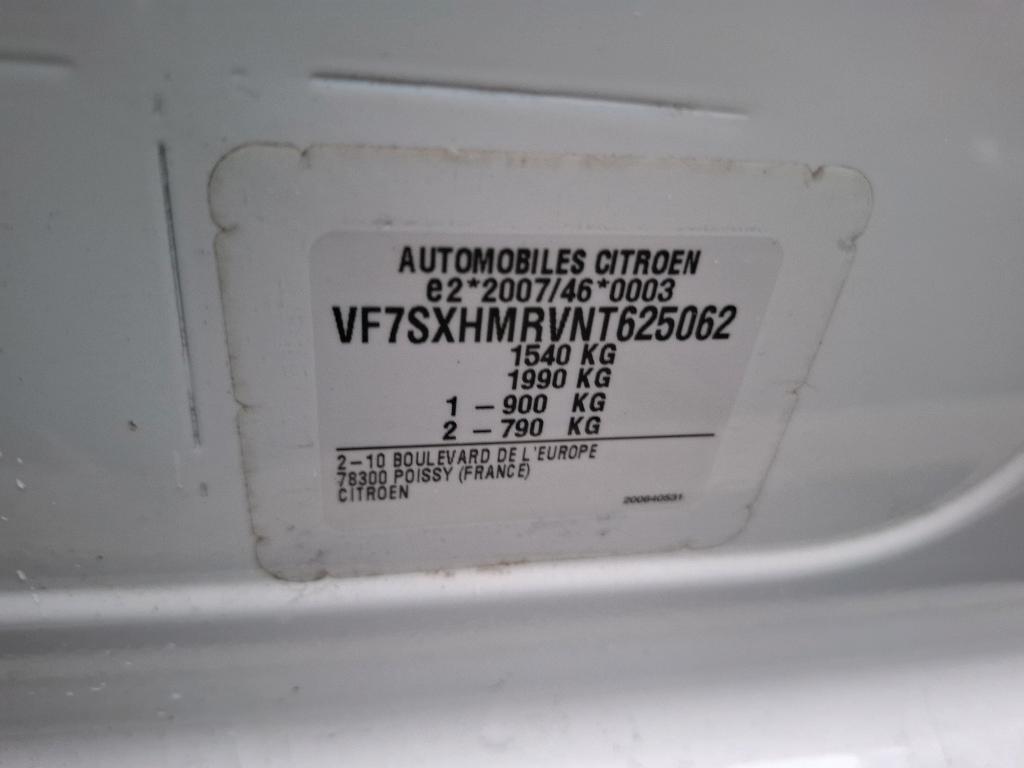 AUTOMOBILES CITROEN
e2*2007/46*0003
VF7SXHMRVNT625062
1540 KG
1990 KG
1 – 900 KG
2 – 790 KG
2–10 BOULEVARD DE L'EUROPE
78300 POISSY (FRANCE)
CITROEN
200640531